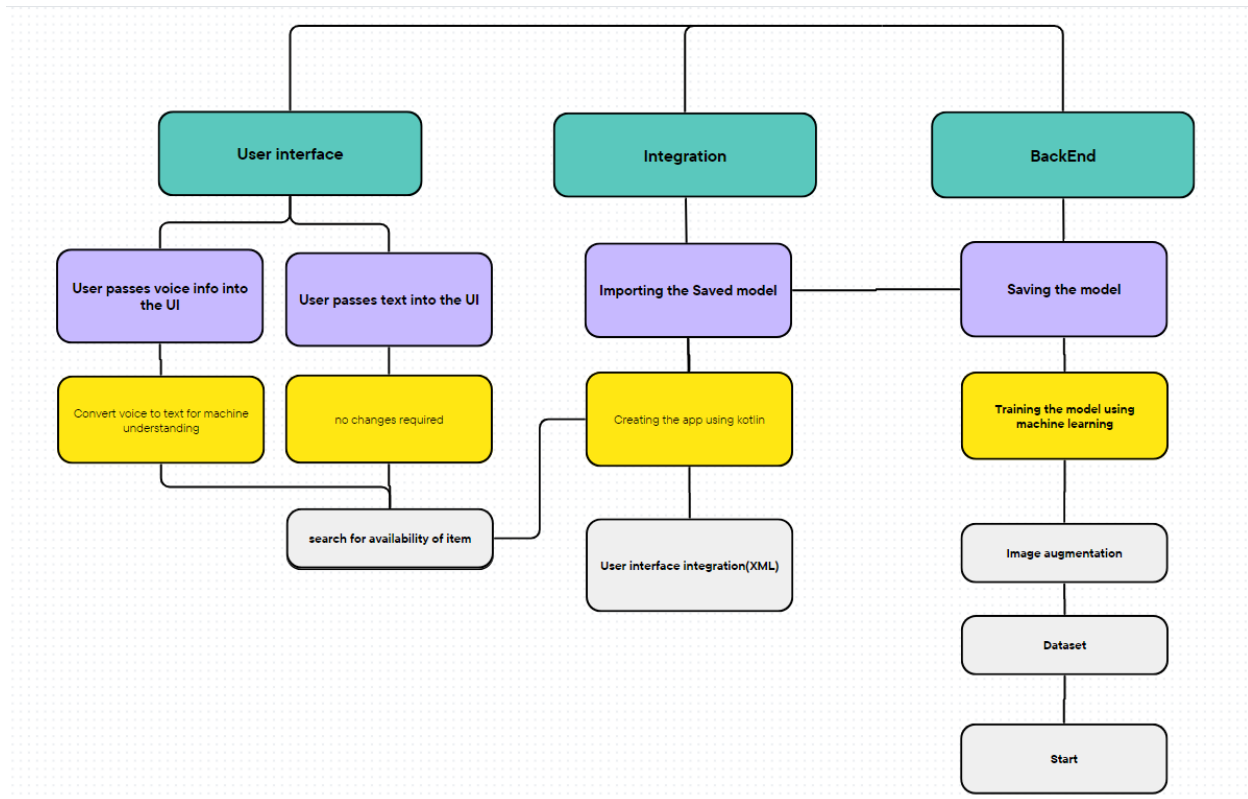 User interface
Integration
BackEnd
User passes voice info into
the UI
User passes text into the UI
Importing the Saved model
Saving the model
Convert voice to text for machine
understanding
no changes required
Creating the app using kotlin
Training the model using
machine learning
search for availability of item
User interface integration(XML)
Image augmentation
Dataset
Start